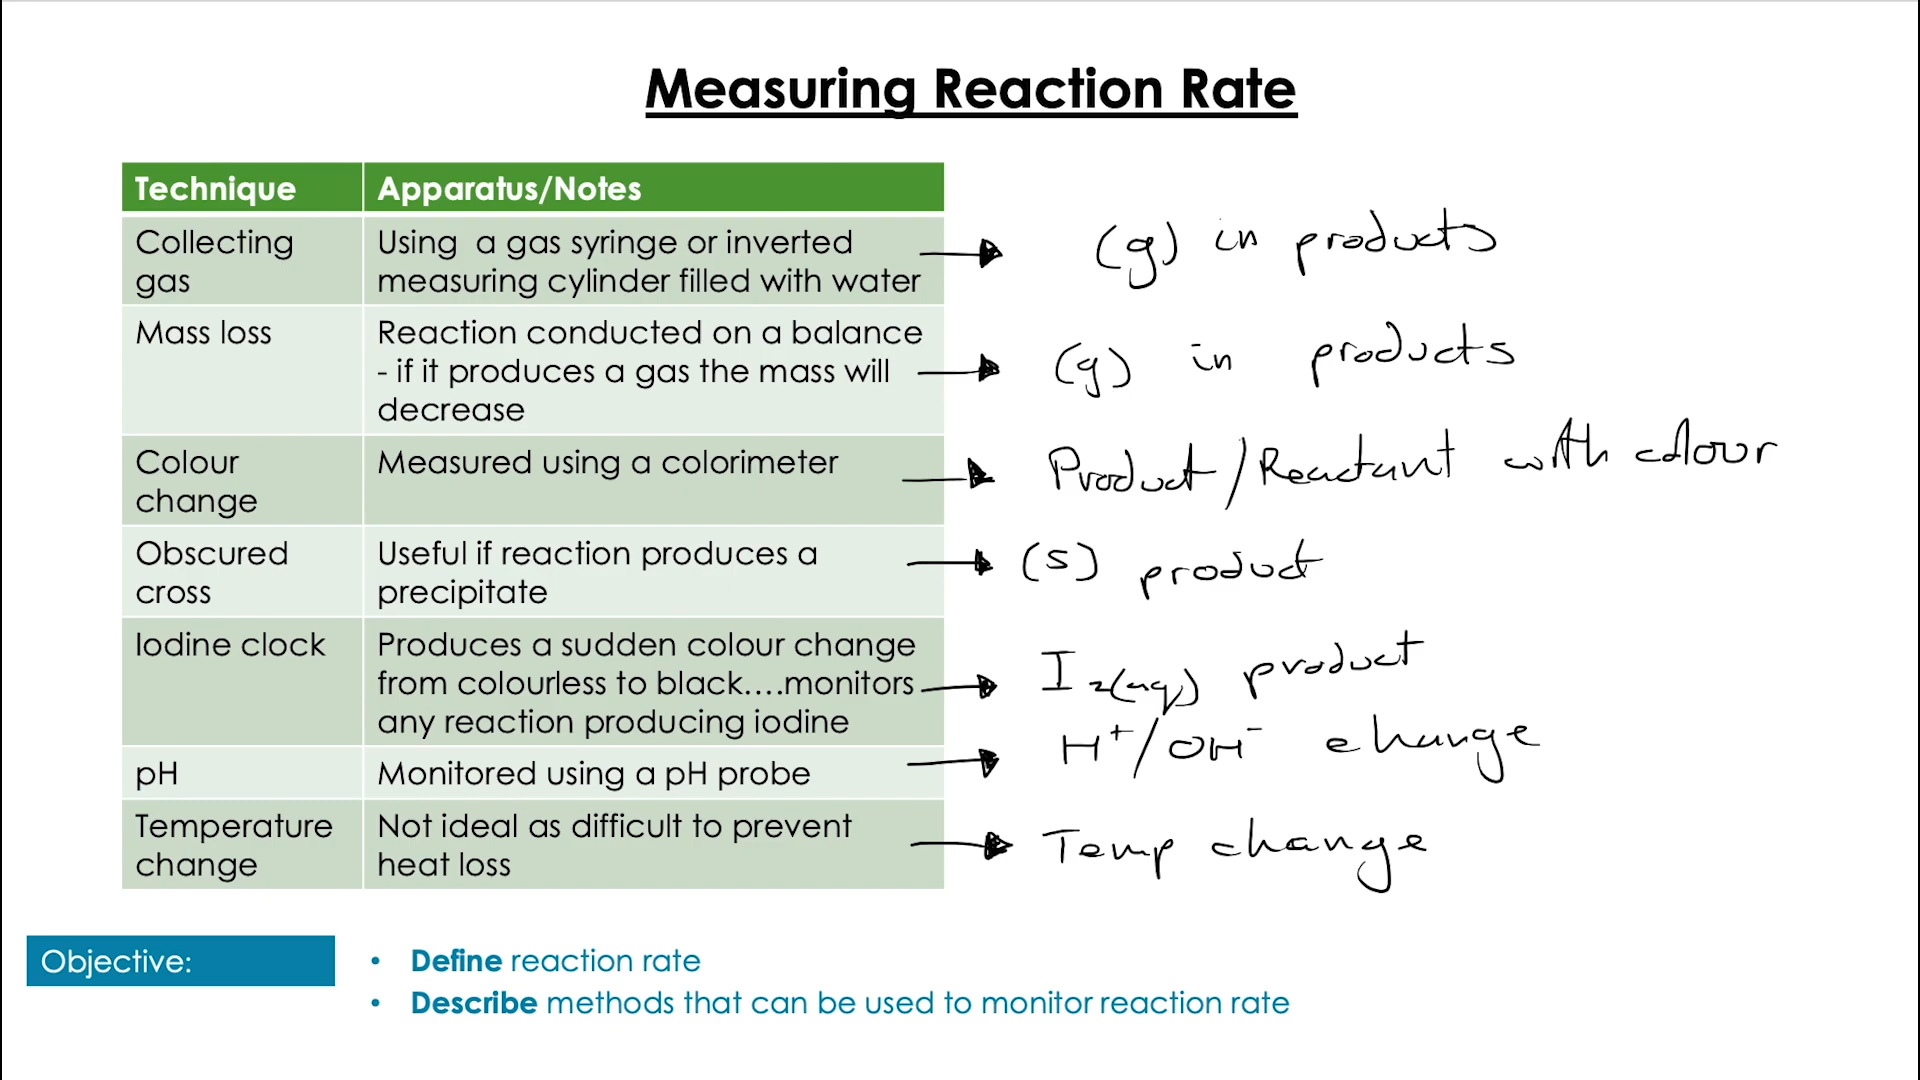 Measuring Reaction Rate
Technique Apparatus/Notes
Collecting Using a gas syringe or inverted (g) in products
gas measuring cylinder filled with water
Mass loss Reaction conducted on a balance
- if it produces a gas the mass will (g) in products
decrease
Colour Measured using a colorimeter Product/Reactant with colour
change
Obscured Useful if reaction produces a (s) product
cross precipitate
Iodine clock Produces a sudden colour change
from colourless to black....monitors I2(aq) product
any reaction producing iodine
pH Monitored using a pH probe H+/OH- change
Temperature Not ideal as difficult to prevent Temp change
change heat loss
Objective: • Define reaction rate
• Describe methods that can be used to monitor reaction rate